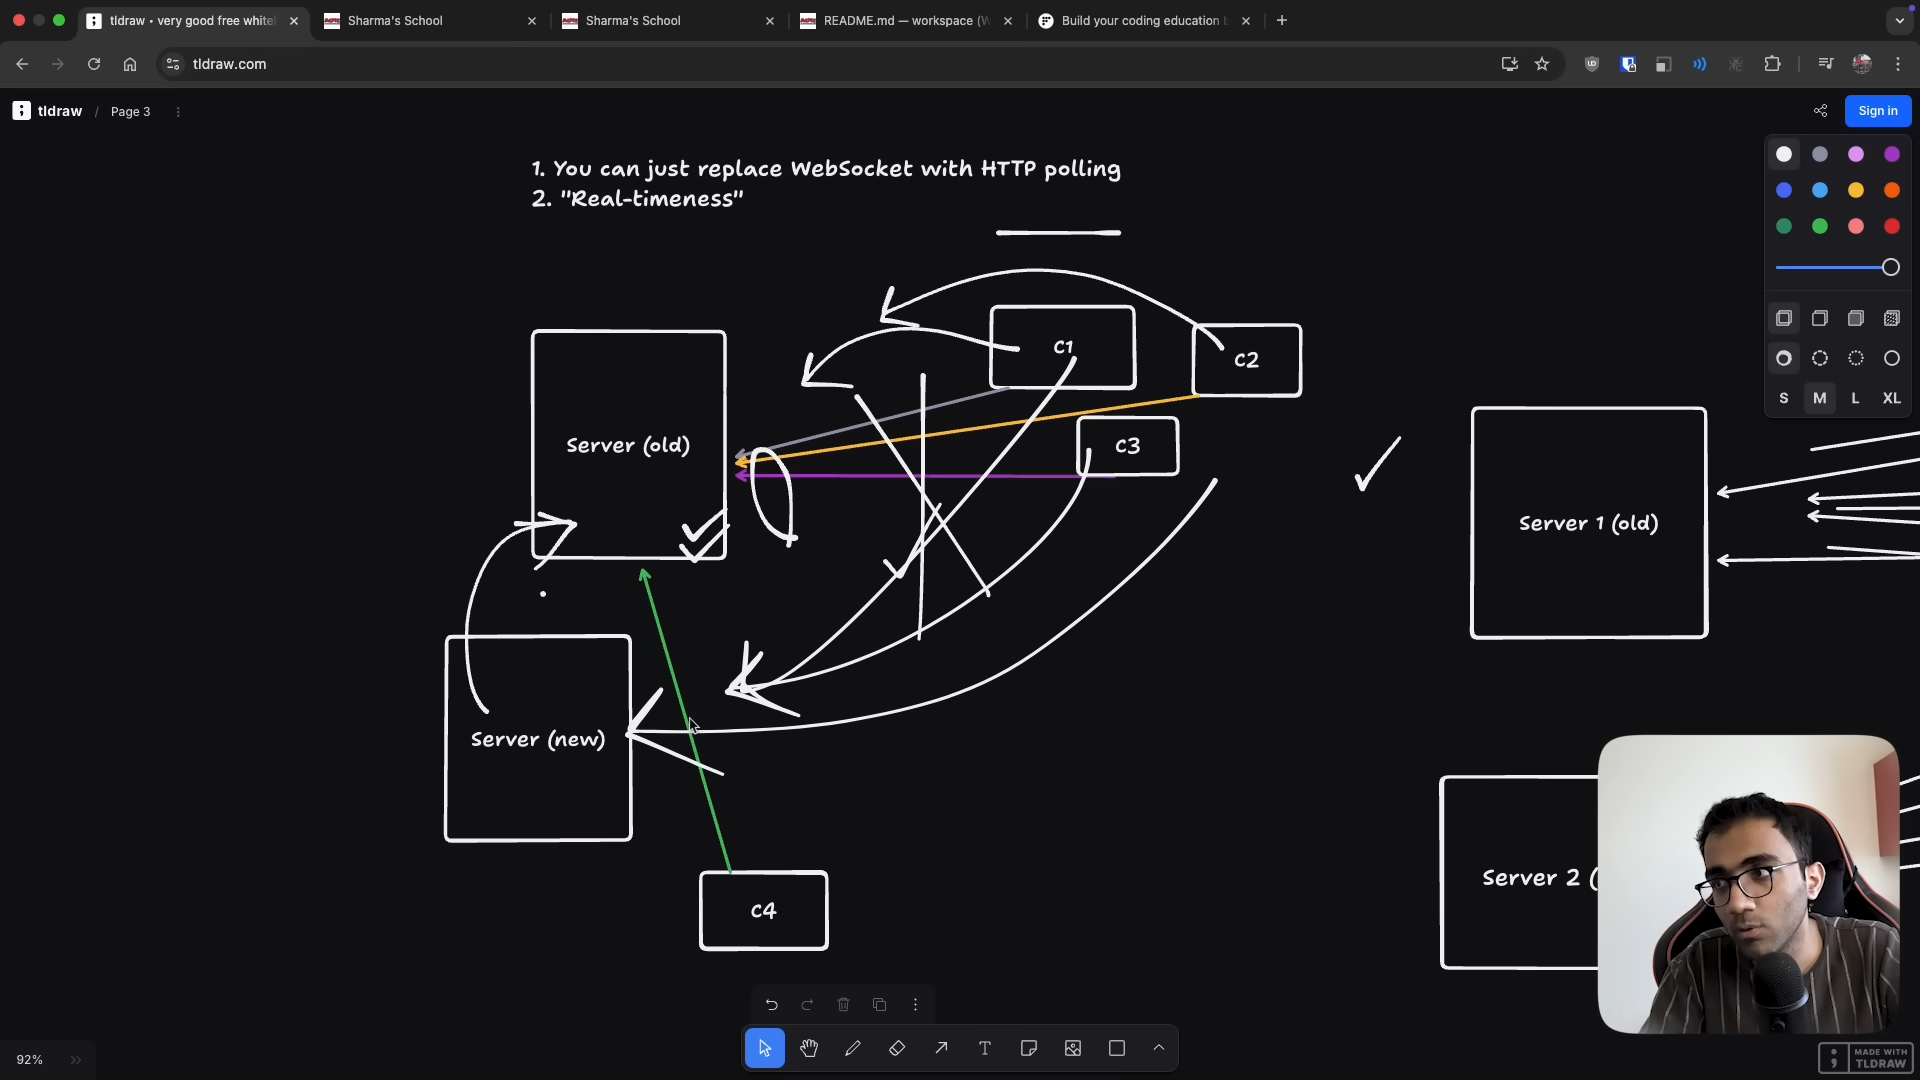 tldraw • very good free white
Sharma's School
Sharma's School
README.md — workspace (W
Build your coding education b
tldraw.com
tldraw / Page 3
Sign in
1. You can just replace WebSocket with HTTP polling
2. "Real-timeness"
S M L XL
c1
c2
c3
Server (old)
Server 1 (old)
Server (new)
Server 2 (
c4
92%
MADE WITH
TLDRAW